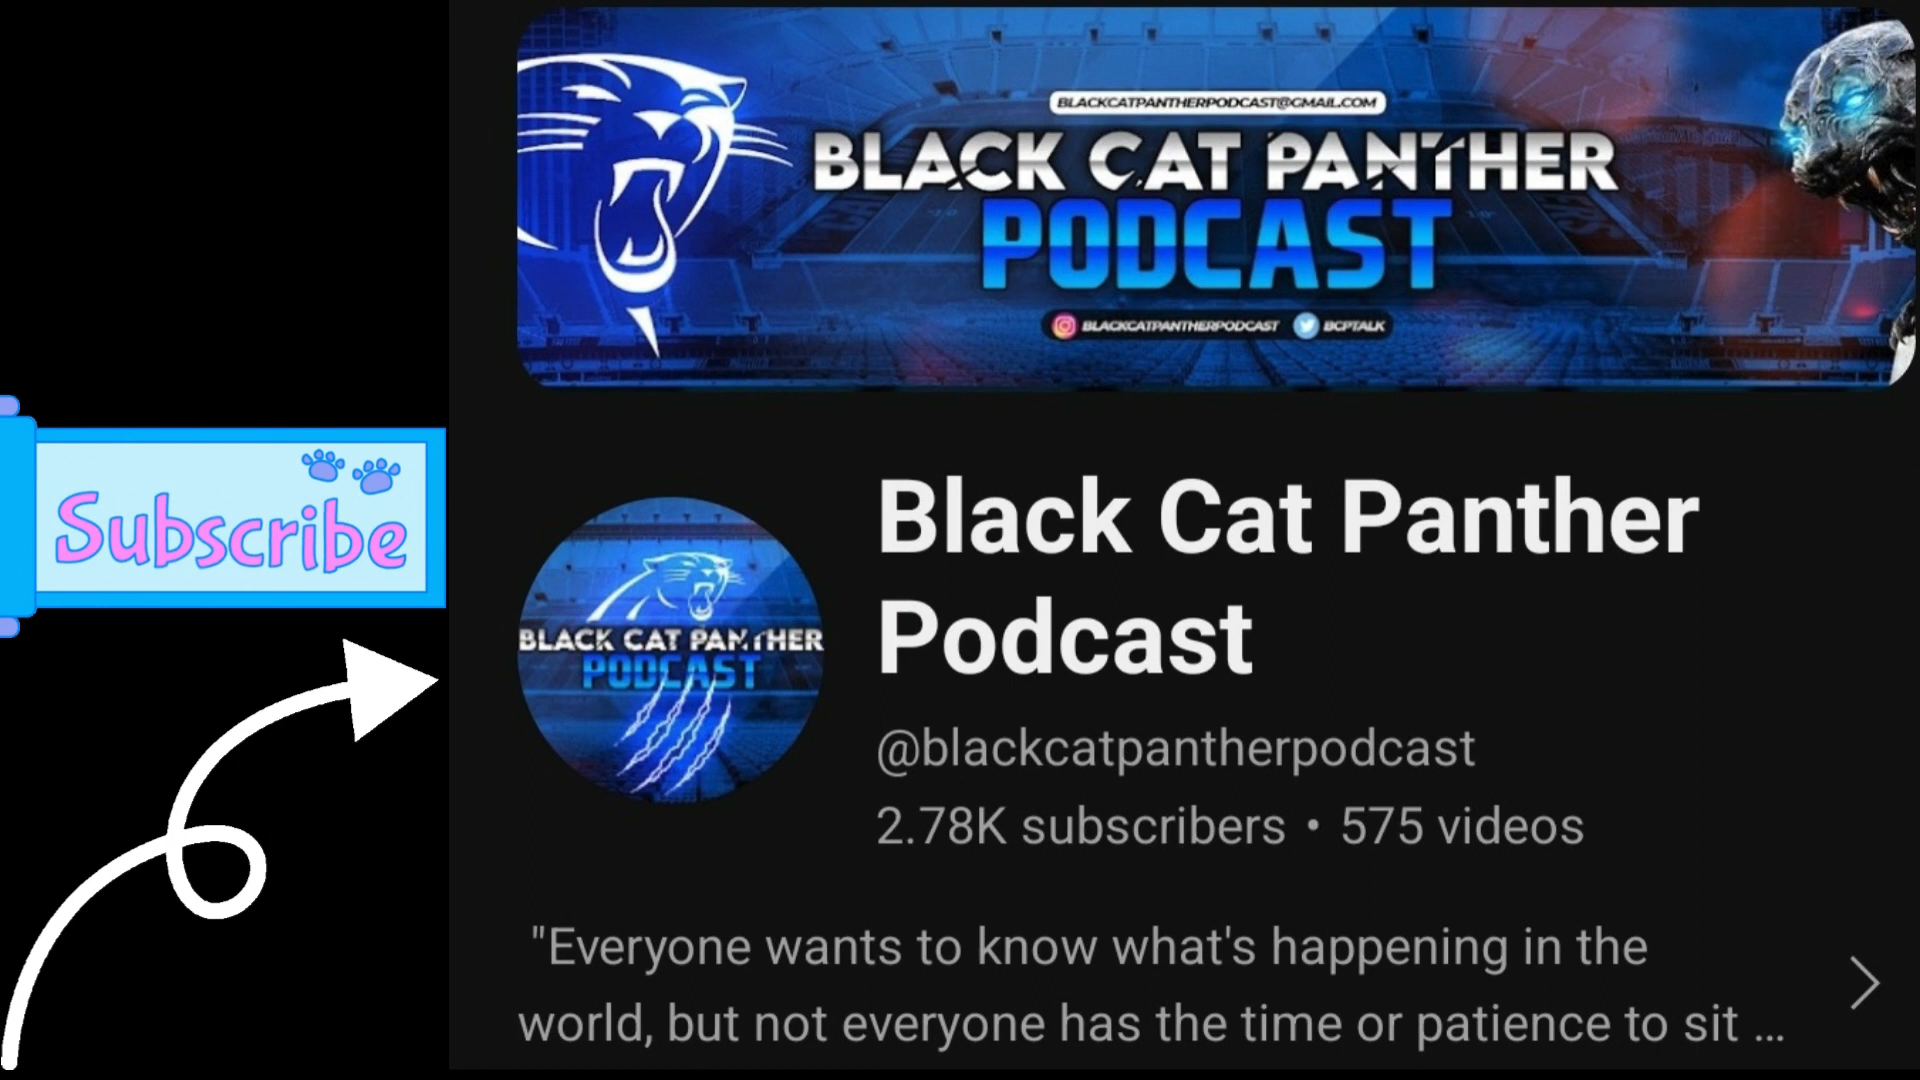 BLACKCATPANTHERPODCAST@GMAIL.COM
BLACK CAT PANTHER
PODCAST
BLACKCATPANTHERPODCAST BCPTALK
Subscribe
BLACK CAT PANTHER
PODCAST
Black Cat Panther
Podcast
@blackcatpantherpodcast
2.78K subscribers • 575 videos
"Everyone wants to know what's happening in the
world, but not everyone has the time or patience to sit ...